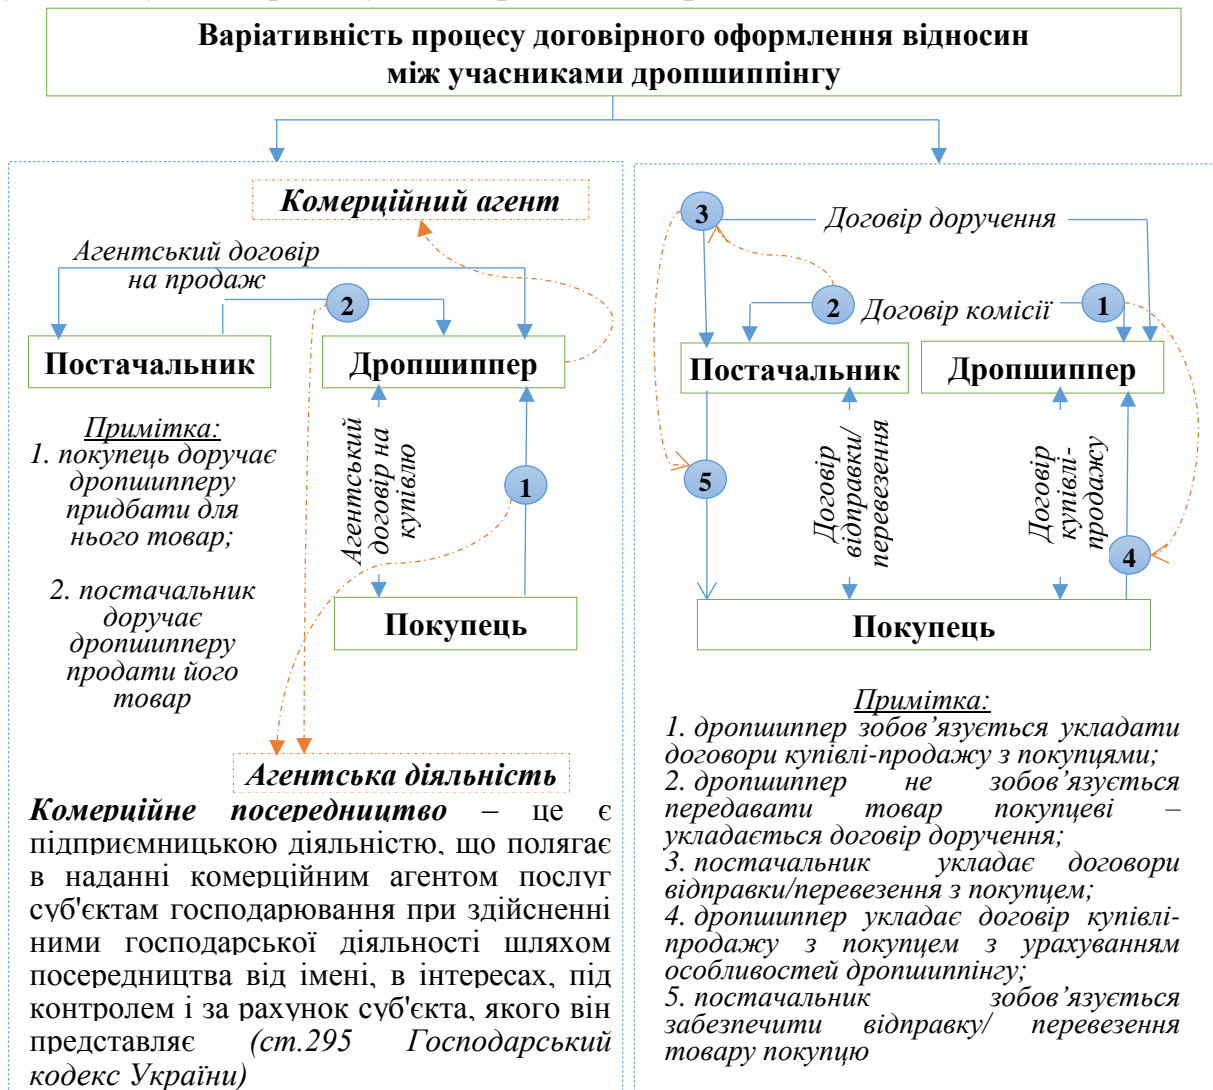 Варіативність процесу договірного оформлення відносин
між учасниками дропшиппінгу
Комерційний агент
Агентський договір
на продаж
2
Постачальник
Дропшиппер
Примітка:
1. покупець доручає
дропшипперу
придбати для
нього товар;
2. постачальник
доручає
дропшипперу
продати його
товар
Агентський
договір на
купівлю
1
Покупець
Агентська діяльність
Комерційне посередництво – це є
підприємницькою діяльністю, що полягає
в наданні комерційним агентом послуг
суб'єктам господарювання при здійсненні
ними господарської діяльності шляхом
посередництва від імені, в інтересах, під
контролем і за рахунок суб'єкта, якого він
представляє (ст.295 Господарський
кодекс України)
3
Договір доручення
2
Договір комісії
1
Постачальник
Дропшиппер
5
Договір
відправки/
перевезення
Договір
купівлі-
продажу
4
Покупець
Примітка:
1. дропшиппер зобов’язується укладати
договори купівлі-продажу з покупцями;
2. дропшиппер не зобов’язується
передавати товар покупцеві –
укладається договір доручення;
3. постачальник укладає договори
відправки/перевезення з покупцем;
4. дропшиппер укладає договір купівлі-
продажу з покупцем з урахуванням
особливостей дропшиппінгу;
5. постачальник зобов’язується
забезпечити відправку/ перевезення
товару покупцю